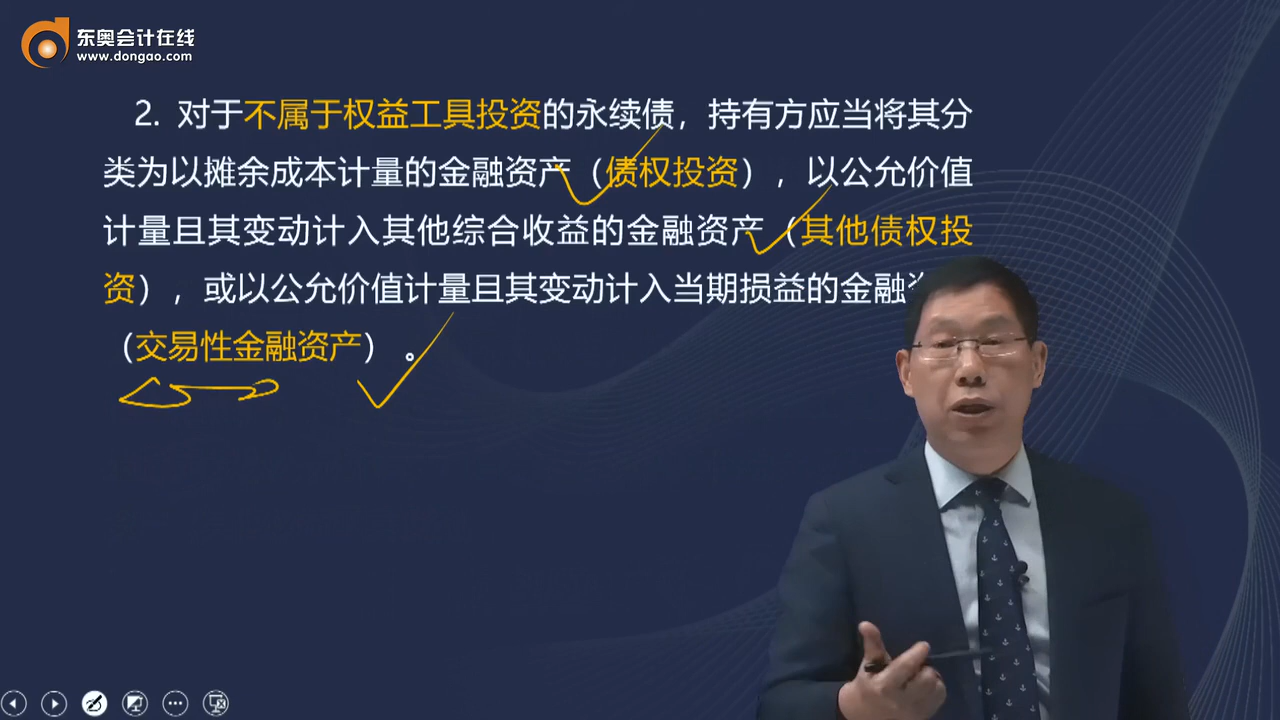 东奥会计在线
www.dongao.com
2. 对于不属于权益工具投资的永续债，持有方应当将其分
类为以摊余成本计量的金融资产（债权投资），以公允价值
计量且其变动计入其他综合收益的金融资产（其他债权投
资），或以公允价值计量且其变动计入当期损益的金融
（交易性金融资产）。